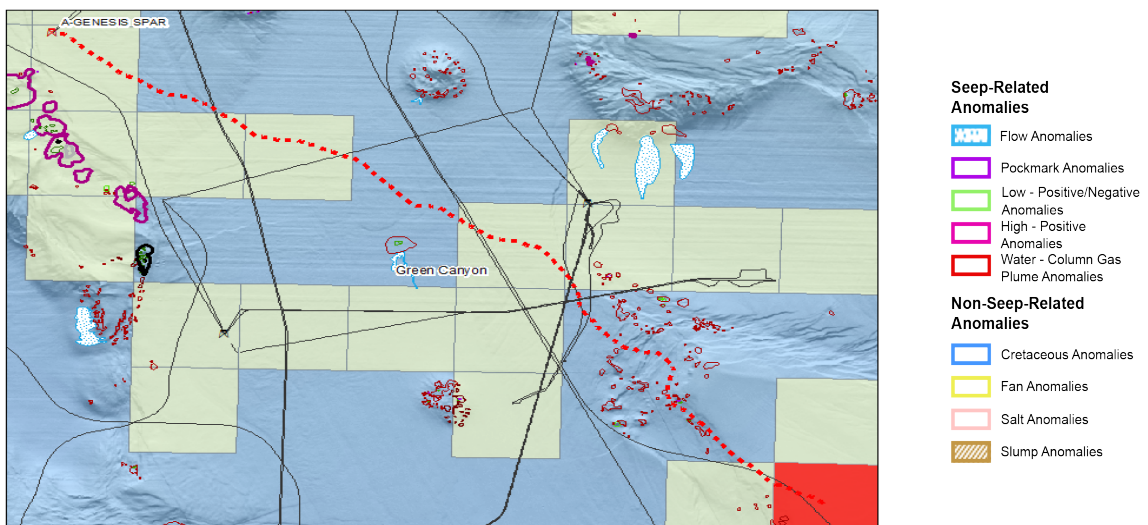 A-GENESIS SPAR
Green Canyon
Seep-Related
Anomalies
Flow Anomalies
Pockmark Anomalies
Low - Positive/Negative
Anomalies
High - Positive
Anomalies
Water - Column Gas
Plume Anomalies
Non-Seep-Related
Anomalies
Cretaceous Anomalies
Fan Anomalies
Salt Anomalies
Slump Anomalies